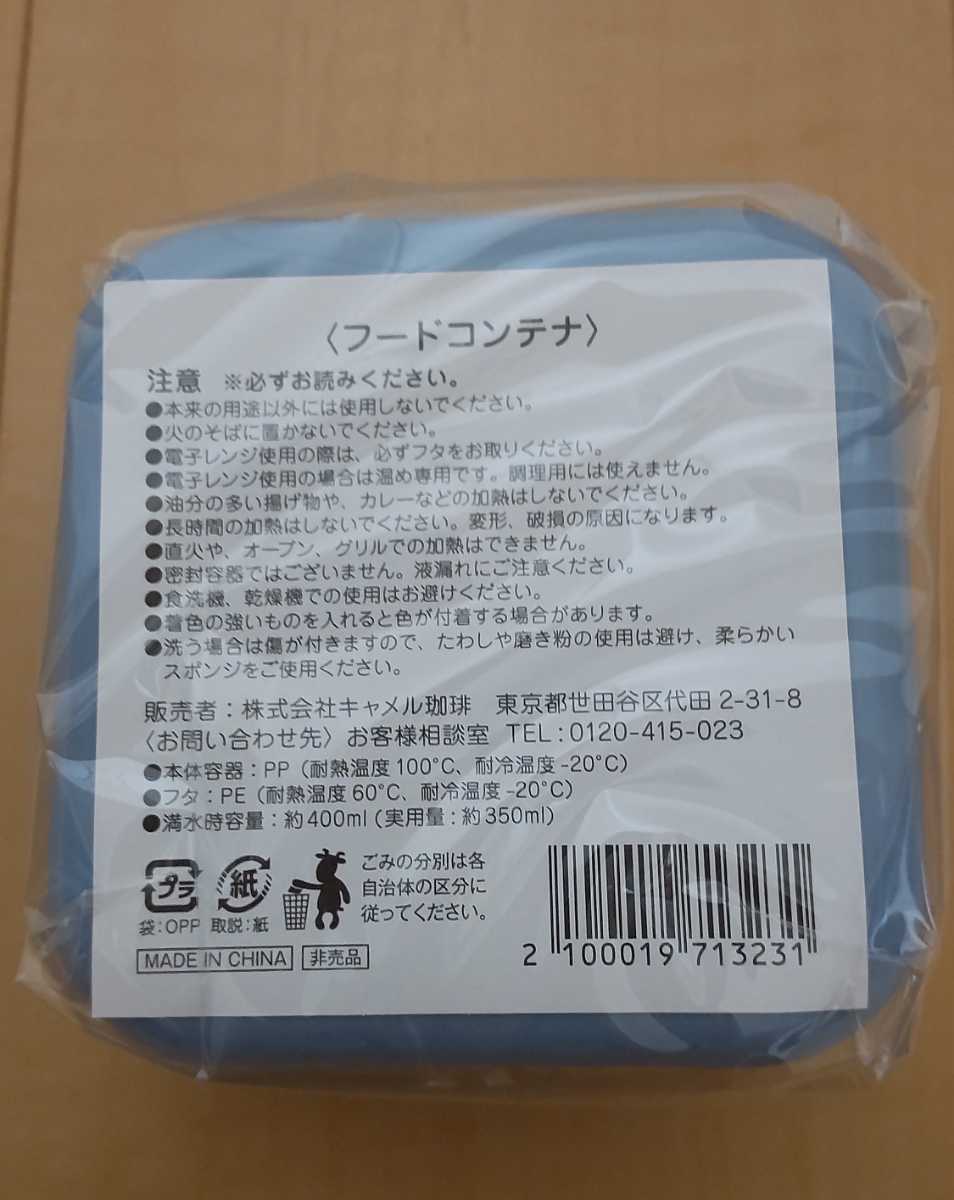 〈フードコンテナ〉
注意 ※必ずお読みください。
●本来の用途以外には使用しないでください。
●火のそばに置かないでください。
●電子レンジ使用の際は、必ずフタをお取りください。
●電子レンジ使用の場合は温め専用です。調理用には使えません。
●油分の多い揚げ物や、カレーなどの加熱はしないでください。
●長時間の加熱はしないでください。変形、破損の原因になります。
●直火や、オーブン、グリルでの加熱はできません。
●密封容器ではございません。液漏れにご注意ください。
●食洗機、乾燥機での使用はお避けください。
●着色の強いものを入れると色が付着する場合があります。
●洗う場合は傷が付きますので、たわしや磨き粉の使用は避け、柔らかい
スポンジをご使用ください。
販売者：株式会社キャメル珈琲 東京都世田谷区代田 2-31-8
〈お問い合わせ先〉お客様相談室 TEL：0120-415-023
●本体容器：PP（耐熱温度100°C、耐冷温度-20°C）
●フタ：PE（耐熱温度60°C、耐冷温度-20°C）
●満水時容量：約400ml（実用量：約350ml）
プラ 紙
袋：OPP 取説：紙
ごみの分別は各
自治体の区分に
従ってください。
MADE IN CHINA 非売品
2 100019 713231